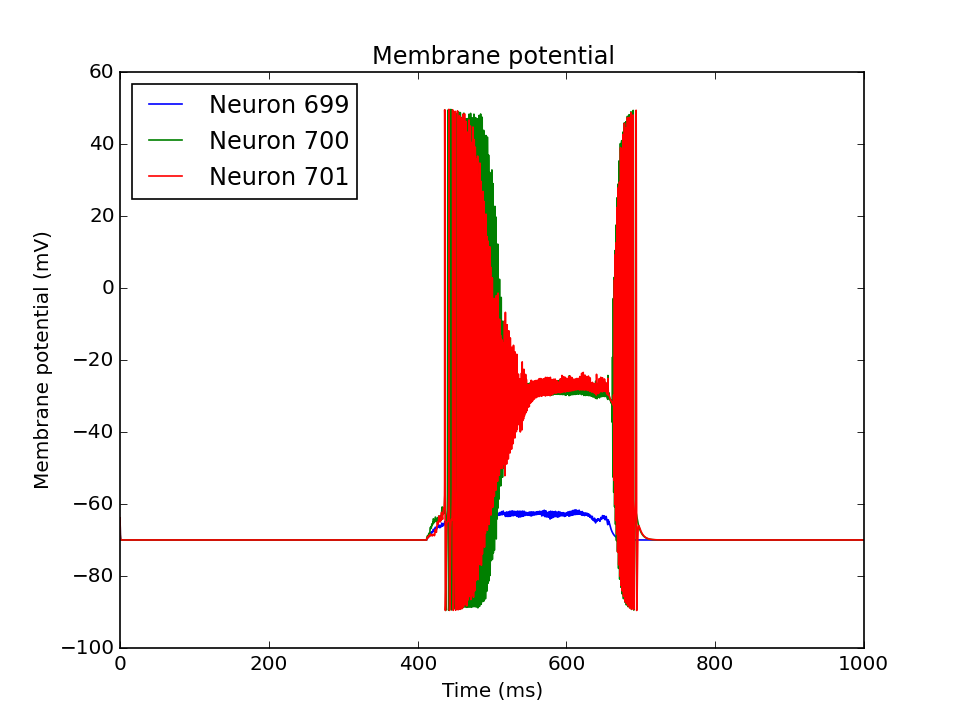 Membrane potential
60
40
20
0
−20
−40
−60
−80
−100
Membrane potential (mV)
Neuron 699
Neuron 700
Neuron 701
0 200 400 600 800 1000
Time (ms)